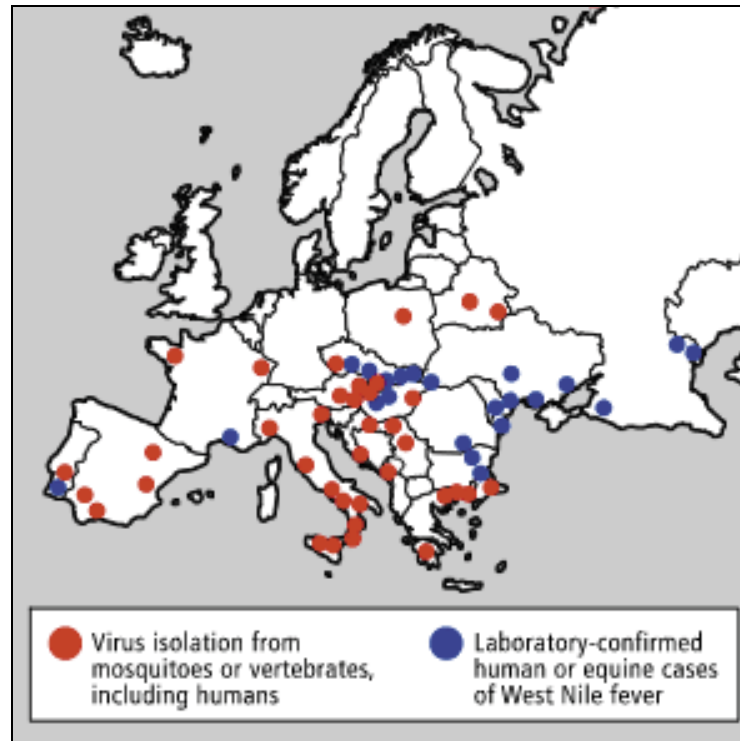 Virus isolation from
mosquitoes or vertebrates,
including humans
Laboratory-confirmed
human or equine cases
of West Nile fever